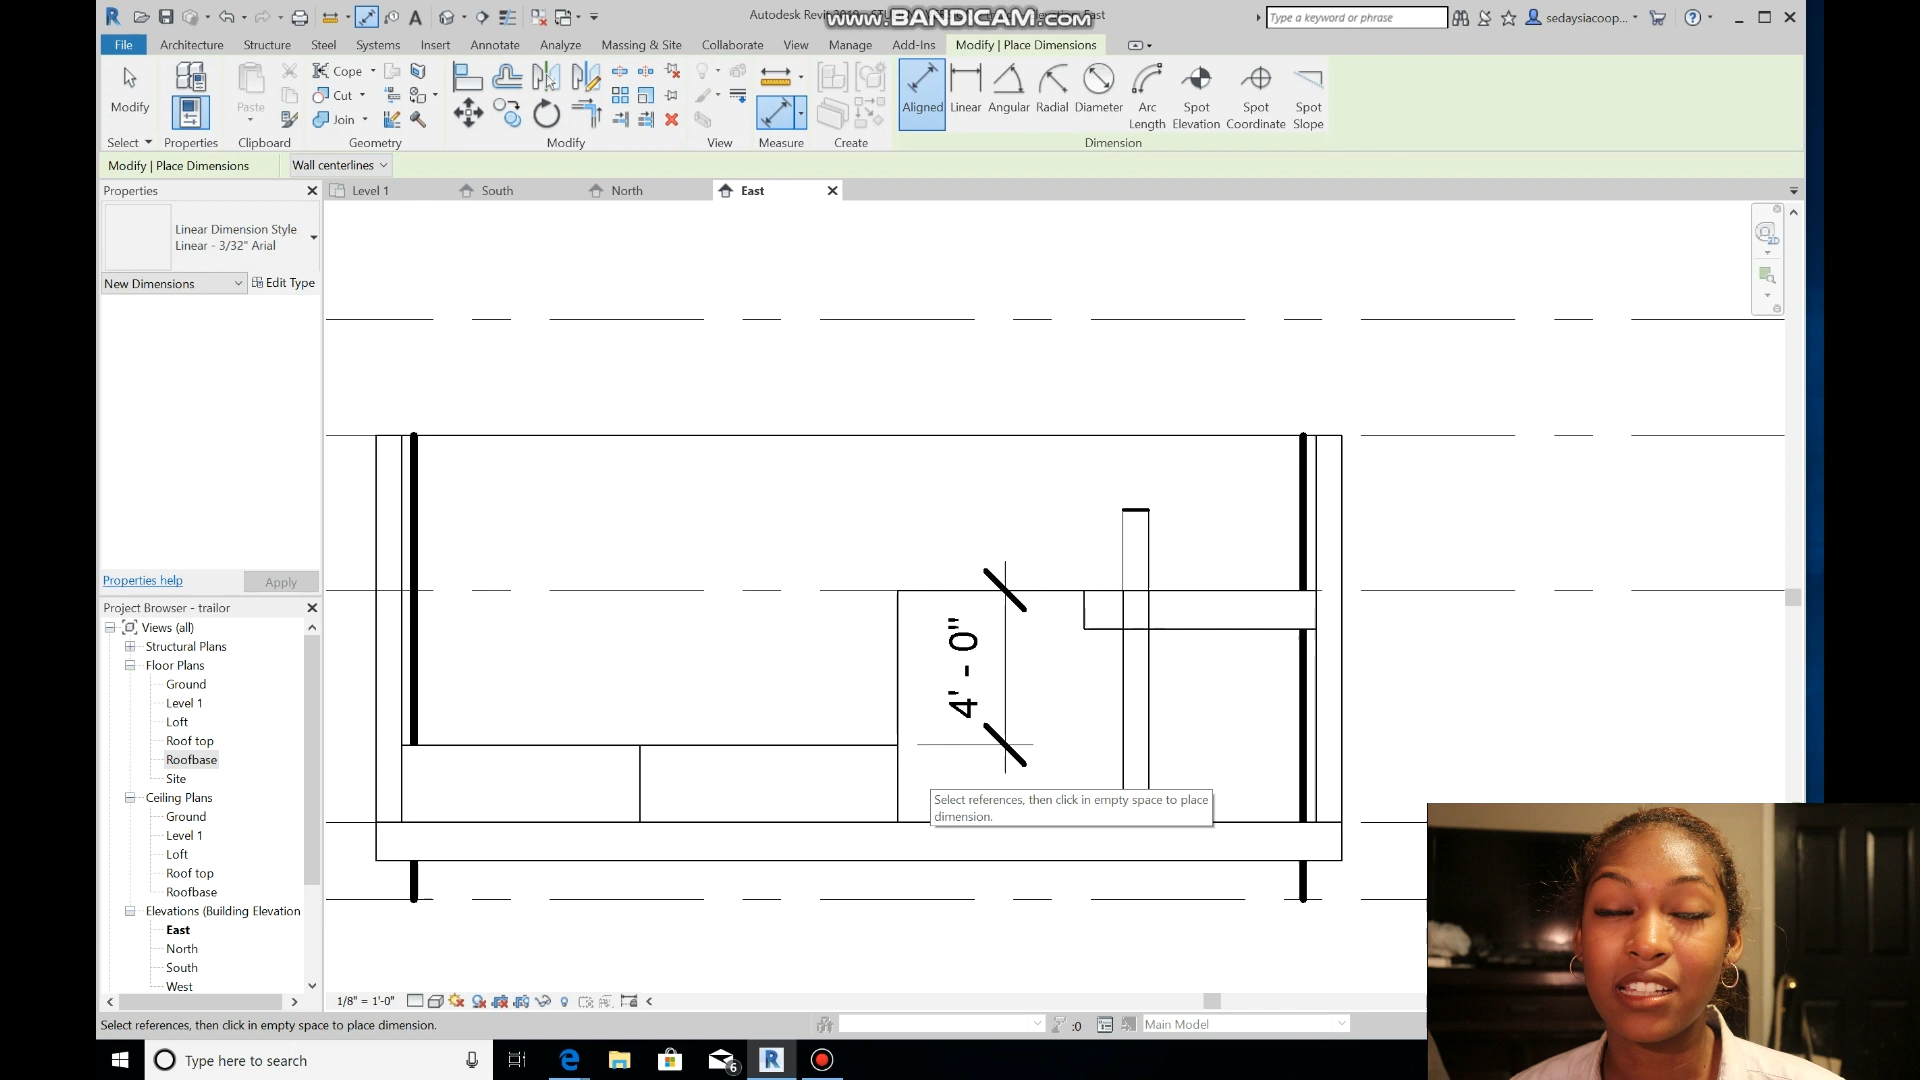 Autodesk Revit
www.BANDICAM.com
East
Type a keyword or phrase
sedaysiacoop...
File
Architecture
Structure
Steel
Systems
Insert
Annotate
Analyze
Massing & Site
Collaborate
View
Manage
Add-Ins
Modify | Place Dimensions
Modify
Paste
Cope
Cut
Join
Aligned
Linear
Angular
Radial
Diameter
Arc Length
Spot Elevation
Spot Coordinate
Spot Slope
Select
Properties
Clipboard
Geometry
Modify
View
Measure
Create
Dimension
Modify | Place Dimensions
Wall centerlines
Properties
Level 1
South
North
East
Linear Dimension Style
Linear - 3/32" Arial
New Dimensions
Edit Type
Properties help
Apply
Project Browser - trailor
Views (all)
Structural Plans
Floor Plans
Ground
Level 1
Loft
Roof top
Roofbase
Site
Ceiling Plans
Ground
Level 1
Loft
Roof top
Roofbase
Elevations (Building Elevation
East
North
South
West
4' - 0"
Select references, then click in empty space to place
dimension.
1/8" = 1'-0"
Select references, then click in empty space to place dimension.
:0
Main Model
Type here to search
6